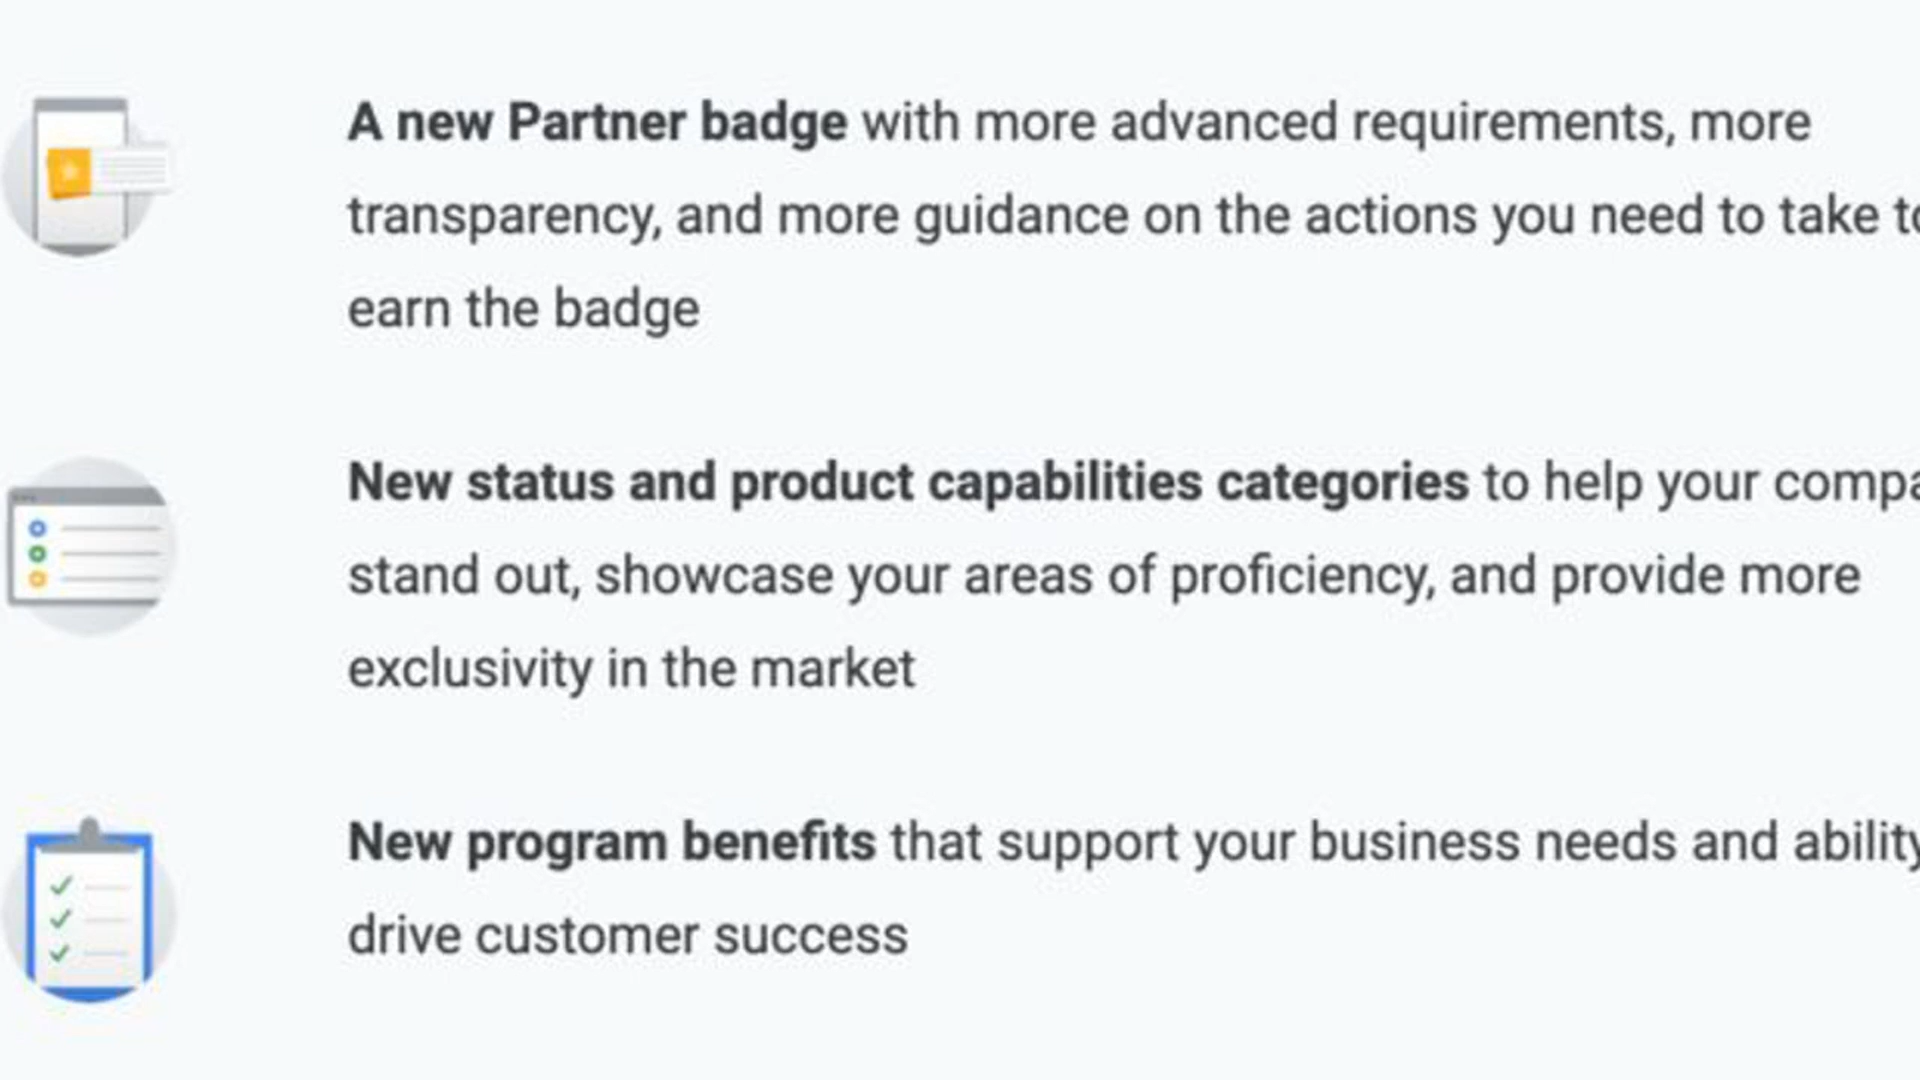 A new Partner badge with more advanced requirements, more
transparency, and more guidance on the actions you need to take to
earn the badge
New status and product capabilities categories to help your compa
stand out, showcase your areas of proficiency, and provide more
exclusivity in the market
New program benefits that support your business needs and ability
drive customer success